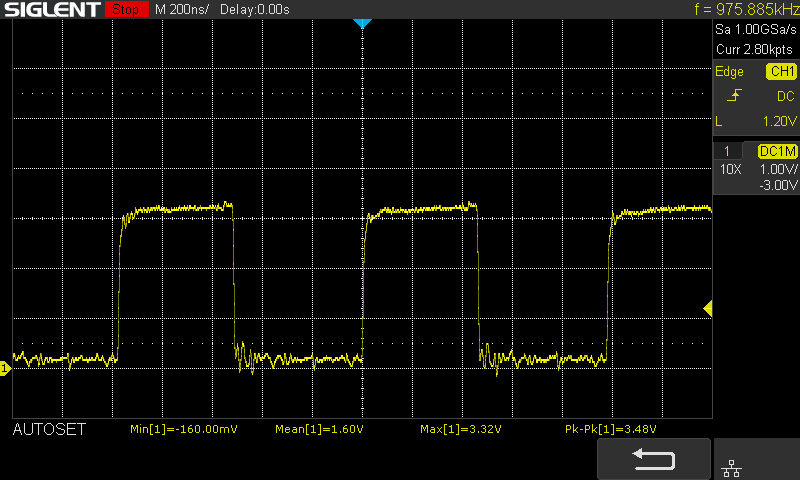 SIGLENT Stop M 200ns/ Delay:0.00s f = 975.885kHz
Sa 1.00GSa/s
Curr 2.80kpts
Edge CH1
DC
L 1.20V
1 DC1M
10X 1.00V/
-3.00V
1
AUTOSET Min[1]=-160.00mV Mean[1]=1.60V Max[1]=3.32V Pk-Pk[1]=3.48V